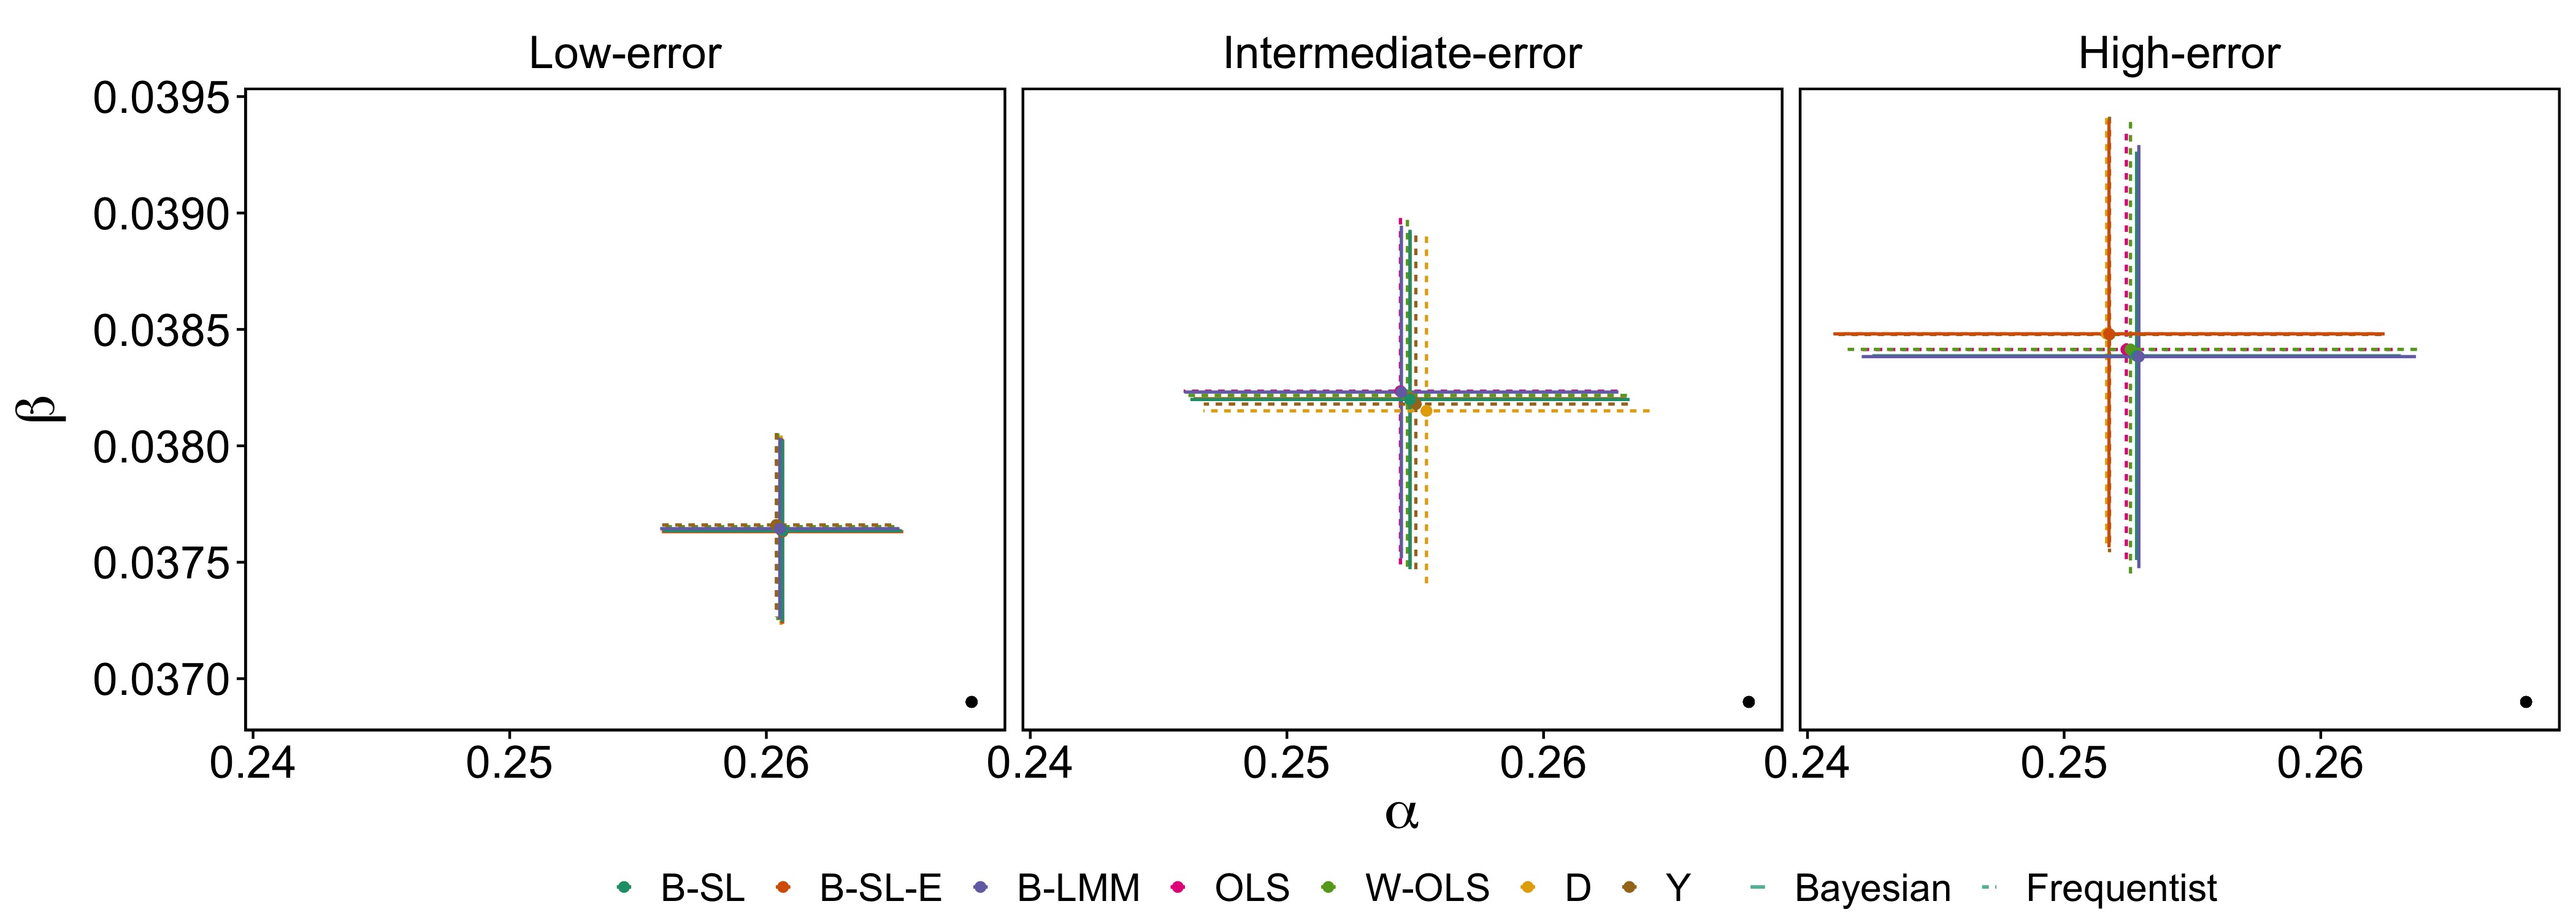 Low-error Intermediate-error High-error
0.0395
0.0390
0.0385
0.0380
0.0375
0.0370
β
0.24 0.25 0.26 0.24 0.25 0.26 0.24 0.25 0.26
α
B-SL B-SL-E B-LMM OLS W-OLS D Y Bayesian Frequentist